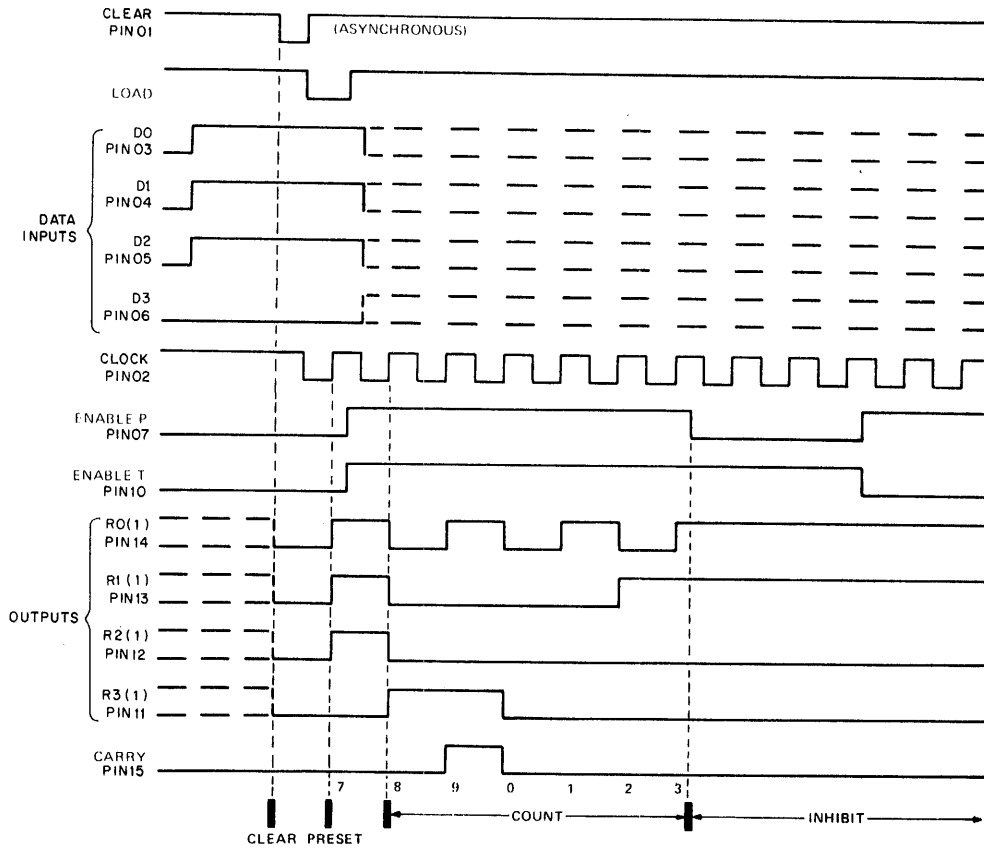 CLEAR
PIN 01
(ASYNCHRONOUS)
LOAD
DATA
INPUTS
D0
PIN 03
D1
PIN 04
D2
PIN 05
D3
PIN 06
CLOCK
PIN 02
ENABLE P
PIN 07
ENABLE T
PIN 10
OUTPUTS
R0 (1)
PIN 14
R1 (1)
PIN 13
R2 (1)
PIN 12
R3 (1)
PIN 11
CARRY
PIN 15
7 8 9 0 1 2 3
CLEAR PRESET COUNT INHIBIT